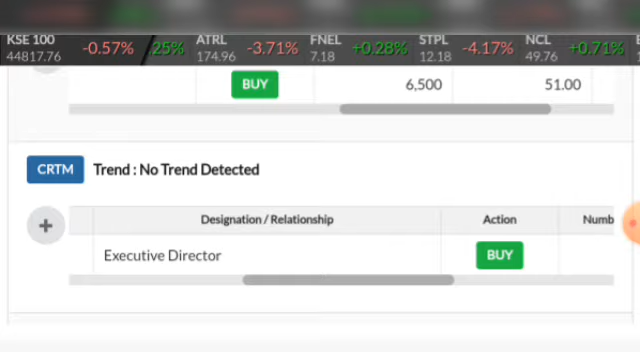 KSE 100 ATRL FNEL STPL NCL
44817.76 -0.57% 25% 174.96 -3.71% 7.18 +0.28% 12.18 -4.17% 49.76 +0.71%
BUY 6,500 51.00
CRTM Trend : No Trend Detected
+ Designation / Relationship Action Numb
Executive Director BUY